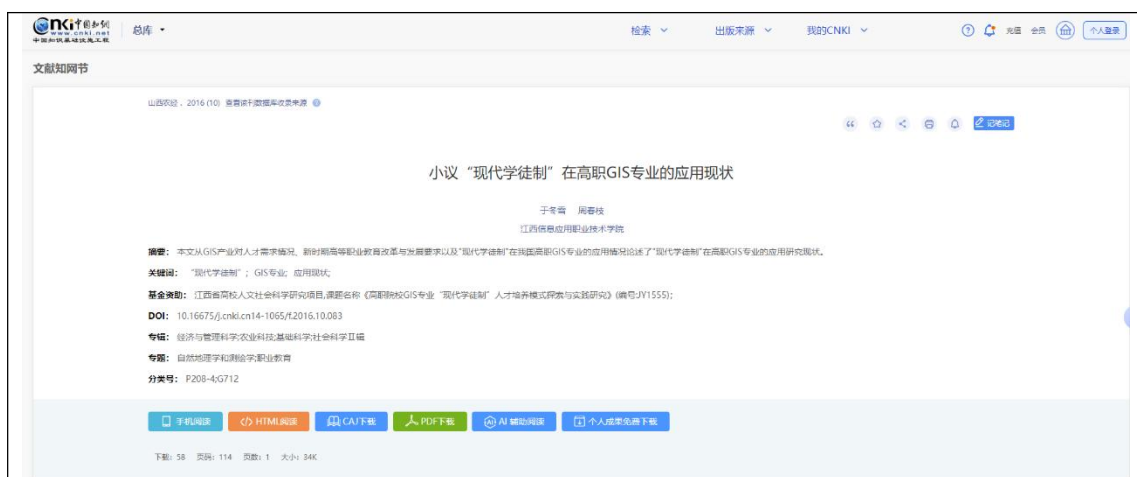 cnki中国知网
www.cnki.net
中国知识基础设施工程
总库
检索
出版来源
我的CNKI
充值
会员
个人登录
文献知网节
山西农经 . 2016 (10) 查看该刊数据库收录来源
记笔记
小议“现代学徒制”在高职GIS专业的应用现状
于冬雪 周春枝
江西信息应用职业技术学院
摘要: 本文从GIS产业对人才需求情况、新时期高等职业教育改革与发展要求以及“现代学徒制”在我国高职GIS专业的应用情况论述了“现代学徒制”在高职GIS专业的应用研究现状。
关键词: “现代学徒制”; GIS专业; 应用现状;
基金资助: 江西省高校人文社会科学研究项目,课题名称《高职院校GIS专业“现代学徒制”人才培养模式探索与实践研究》(编号:JY1555);
DOI: 10.16675/j.cnki.cn14-1065/f.2016.10.083
专辑: 经济与管理科学;农业科技;基础科学;社会科学Ⅱ辑
专题: 自然地理学和测绘学;职业教育
分类号: P208-4;G712
手机阅读
HTML阅读
CAJ下载
PDF下载
AI 辅助阅读
个人成果免费下载
下载: 58 页码: 114 页数: 1 大小: 34K